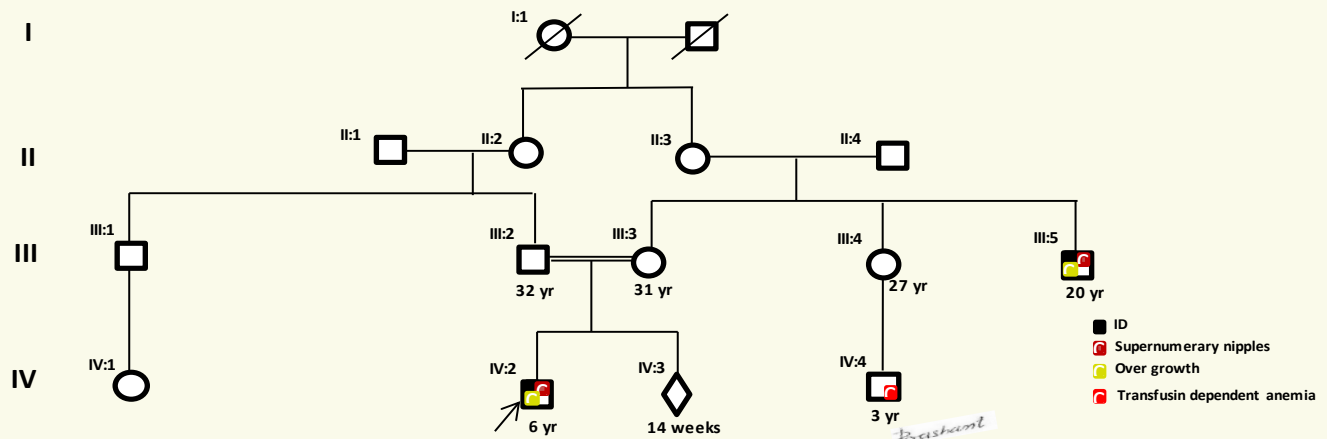 I
I:1
II
II:1
II:2
II:3
II:4
III
III:1
III:2
III:3
III:4
III:5
32 yr
31 yr
27 yr
20 yr
ID
Supernumerary nipples
Over growth
Transfusin dependent anemia
IV
IV:1
IV:2
IV:3
IV:4
6 yr
14 weeks
3 yr
Prashant